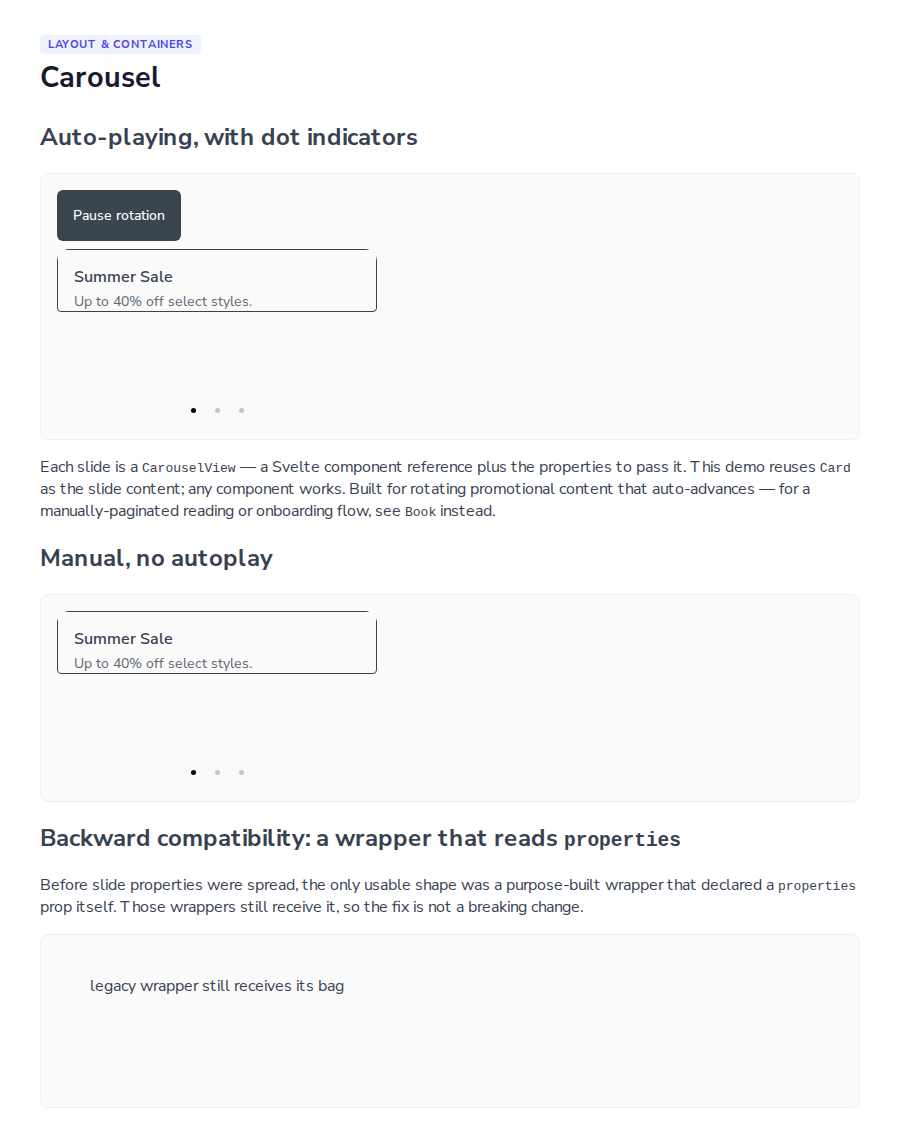 LAYOUT & CONTAINERS
Carousel
Auto-playing, with dot indicators
Pause rotation
Summer Sale
Up to 40% off select styles.
Each slide is a CarouselView — a Svelte component reference plus the properties to pass it. This demo reuses Card
as the slide content; any component works. Built for rotating promotional content that auto-advances — for a
manually-paginated reading or onboarding flow, see Book instead.
Manual, no autoplay
Summer Sale
Up to 40% off select styles.
Backward compatibility: a wrapper that reads properties
Before slide properties were spread, the only usable shape was a purpose-built wrapper that declared a properties
prop itself. Those wrappers still receive it, so the fix is not a breaking change.
legacy wrapper still receives its bag